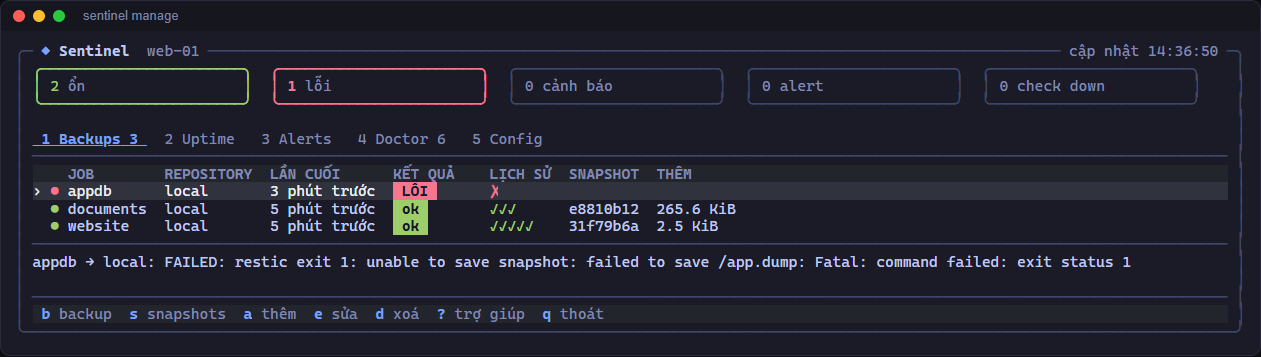 sentinel manage
◆ Sentinel web-01 cập nhật 14:36:50
2 ổn 1 lỗi 0 cảnh báo 0 alert 0 check down
1 Backups 3 2 Uptime 3 Alerts 4 Doctor 6 5 Config
JOB REPOSITORY LẦN CUỐI KẾT QUẢ LỊCH SỬ SNAPSHOT THÊM
› ● appdb local 3 phút trước LỖI ✗
● documents local 5 phút trước ok ✓✓✓ e8810b12 265.6 KiB
● website local 5 phút trước ok ✓✓✓✓✓ 31f79b6a 2.5 KiB
appdb → local: FAILED: restic exit 1: unable to save snapshot: failed to save /app.dump: Fatal: command failed: exit status 1
b backup s snapshots a thêm e sửa d xoá ? trợ giúp q thoát